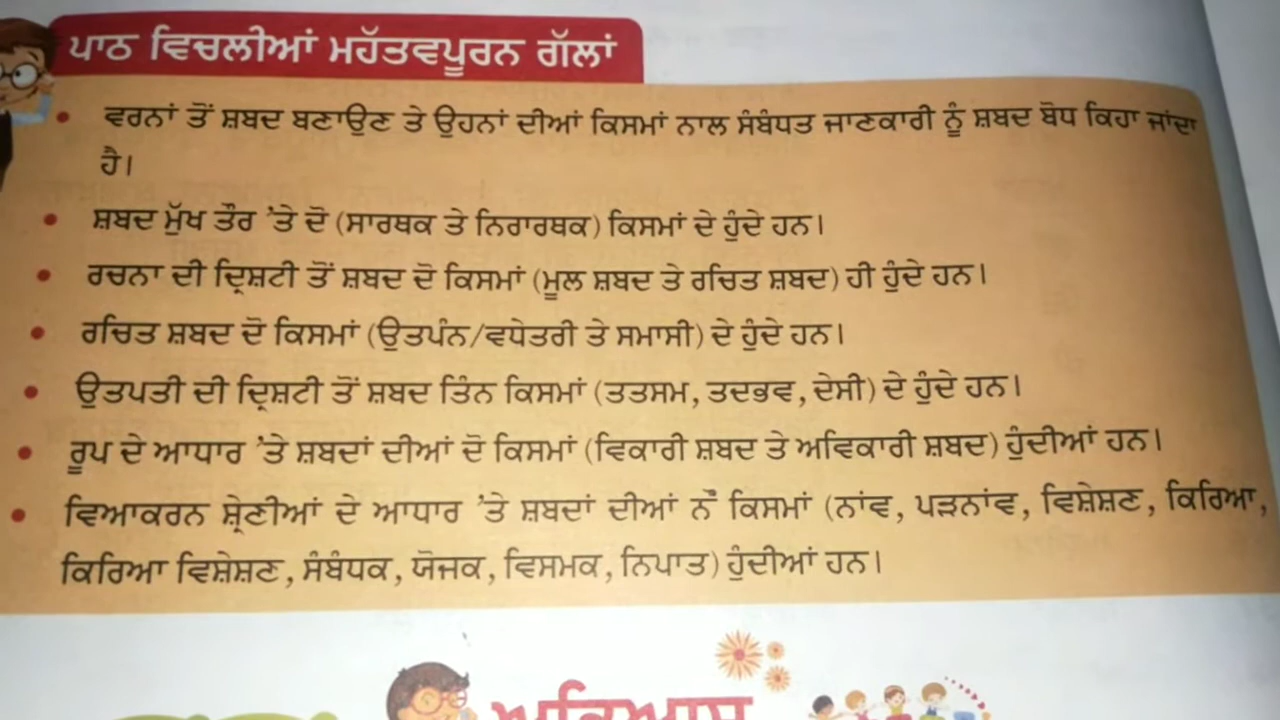 ਪਾਠ ਵਿਚਲੀਆਂ ਮਹੱਤਵਪੂਰਨ ਗੱਲਾਂ
• ਵਰਨਾਂ ਤੋਂ ਸ਼ਬਦ ਬਣਾਉਣ ਤੇ ਉਹਨਾਂ ਦੀਆਂ ਕਿਸਮਾਂ ਨਾਲ ਸੰਬੰਧਤ ਜਾਣਕਾਰੀ ਨੂੰ ਸ਼ਬਦ ਬੋਧ ਕਿਹਾ ਜਾਂਦਾ
ਹੈ।
• ਸ਼ਬਦ ਮੁੱਖ ਤੌਰ ’ਤੇ ਦੋ (ਸਾਰਥਕ ਤੇ ਨਿਰਾਰਥਕ) ਕਿਸਮਾਂ ਦੇ ਹੁੰਦੇ ਹਨ।
• ਰਚਨਾ ਦੀ ਦ੍ਰਿਸ਼ਟੀ ਤੋਂ ਸ਼ਬਦ ਦੋ ਕਿਸਮਾਂ (ਮੂਲ ਸ਼ਬਦ ਤੇ ਰਚਿਤ ਸ਼ਬਦ) ਹੀ ਹੁੰਦੇ ਹਨ।
• ਰਚਿਤ ਸ਼ਬਦ ਦੋ ਕਿਸਮਾਂ (ਉਤਪੰਨ/ਵਧੇਤਰੀ ਤੇ ਸਮਾਸੀ) ਦੇ ਹੁੰਦੇ ਹਨ।
• ਉਤਪਤੀ ਦੀ ਦ੍ਰਿਸ਼ਟੀ ਤੋਂ ਸ਼ਬਦ ਤਿੰਨ ਕਿਸਮਾਂ (ਤਤਸਮ, ਤਦਭਵ, ਦੇਸੀ) ਦੇ ਹੁੰਦੇ ਹਨ।
• ਰੂਪ ਦੇ ਆਧਾਰ ’ਤੇ ਸ਼ਬਦਾਂ ਦੀਆਂ ਦੋ ਕਿਸਮਾਂ (ਵਿਕਾਰੀ ਸ਼ਬਦ ਤੇ ਅਵਿਕਾਰੀ ਸ਼ਬਦ) ਹੁੰਦੀਆਂ ਹਨ।
• ਵਿਆਕਰਨ ਸ਼੍ਰੇਣੀਆਂ ਦੇ ਆਧਾਰ ’ਤੇ ਸ਼ਬਦਾਂ ਦੀਆਂ ਨੌਂ ਕਿਸਮਾਂ (ਨਾਂਵ, ਪੜਨਾਂਵ, ਵਿਸ਼ੇਸ਼ਣ, ਕਿਰਿਆ,
ਕਿਰਿਆ ਵਿਸ਼ੇਸ਼ਣ, ਸੰਬੰਧਕ, ਯੋਜਕ, ਵਿਸਮਕ, ਨਿਪਾਤ) ਹੁੰਦੀਆਂ ਹਨ।